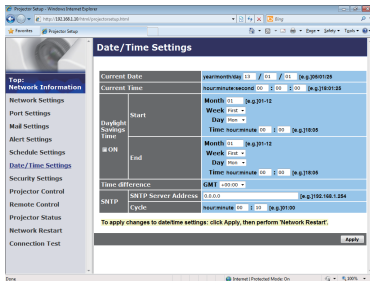 Projector Setup - Windows Internet Explorer
http://192.168.1.10/html/projectorsetup.html
Bing
Favorites Projector Setup
Page Safety Tools
Date/Time Settings
Top:
Network Information
Network Settings
Port Settings
Mail Settings
Alert Settings
Schedule Settings
Date/Time Settings
Security Settings
Projector Control
Remote Control
Projector Status
Network Restart
Connection Test
Current Date year/month/day 13 / 01 / 01 [e.g.]05/01/28
Current Time hour:minute:second 00 : 00 : 00 [e.g.]18:01:25
Daylight Savings Time
ON
Start
Month 01 [e.g.]01-12
Week First
Day Mon
Time hour:minute 00 : 00 [e.g.]18:05
End
Month 01 [e.g.]01-12
Week First
Day Mon
Time hour:minute 00 : 00 [e.g.]18:05
Time difference GMT +00:00
SNTP
SNTP Server Address 0.0.0.0 [e.g.]192.168.1.254
Cycle hour:minute 00 : 10 [e.g.]01:00
To apply changes to date/time settings: click Apply, then perform 'Network Restart'.
Apply
Done
Internet | Protected Mode: On
100%